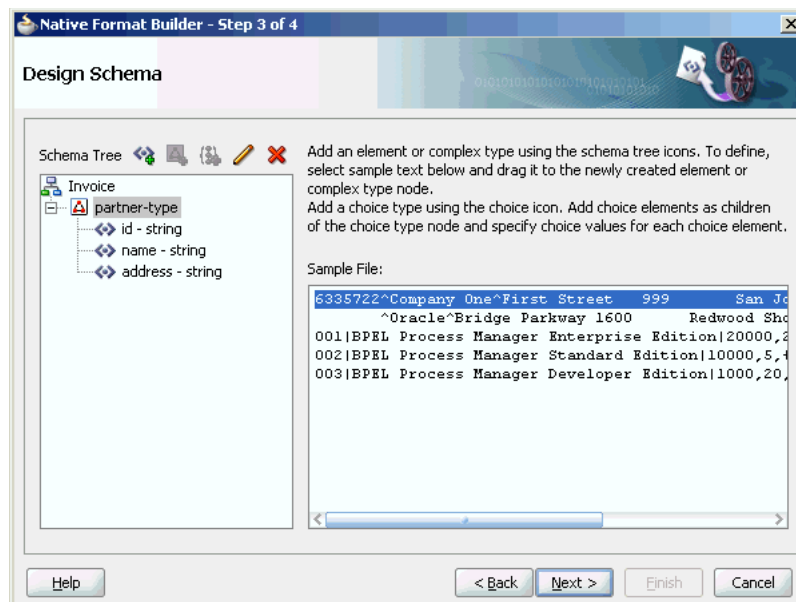 Native Format Builder - Step 3 of 4
Design Schema
Schema Tree
Invoice
partner-type
id - string
name - string
address - string
Add an element or complex type using the schema tree icons. To define,
select sample text below and drag it to the newly created element or
complex type node.
Add a choice type using the choice icon. Add choice elements as children
of the choice type node and specify choice values for each choice element.
Sample File:
6335722^Company One^First Street   999       San Jo
^Oracle^Bridge Parkway 1600      Redwood Sho
001|BPEL Process Manager Enterprise Edition|20000,2
002|BPEL Process Manager Standard Edition|10000,5,
003|BPEL Process Manager Developer Edition|1000,20,
Help
< Back
Next >
Finish
Cancel